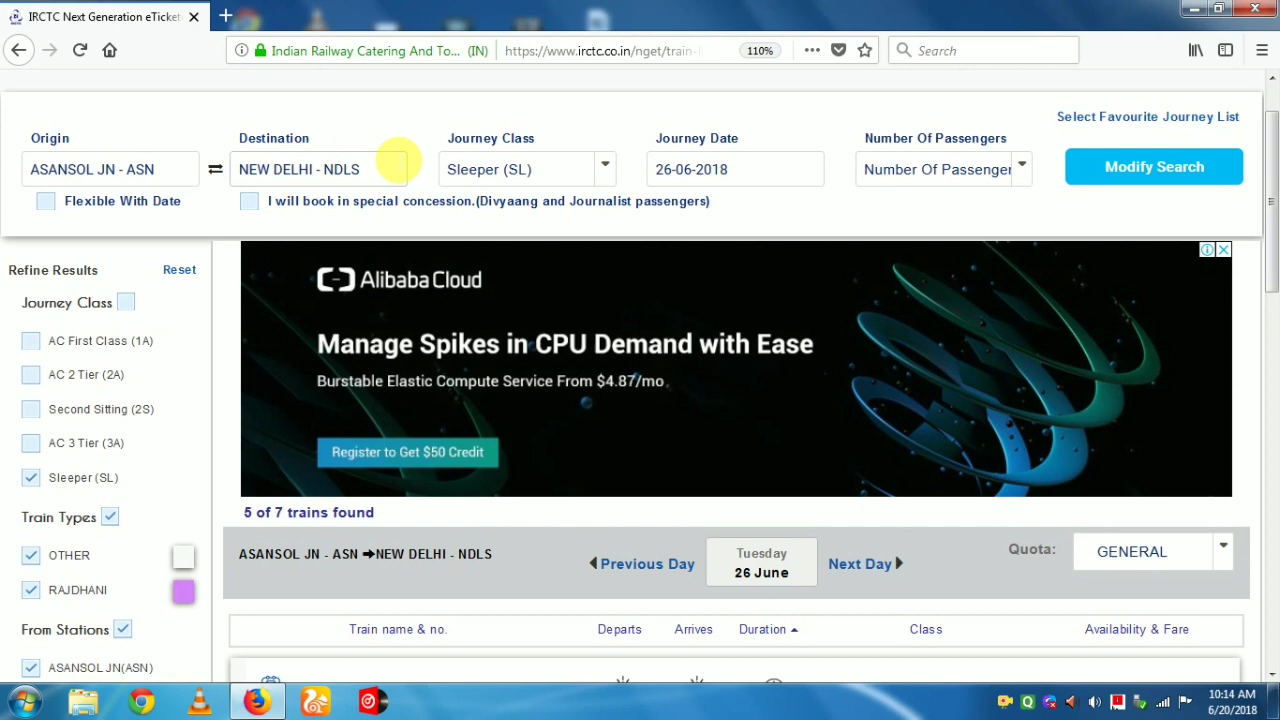 IRCTC Next Generation eTicket
Indian Railway Catering And To... (IN)
https://www.irctc.co.in/nget/train-
110%
Search
Select Favourite Journey List
Origin
Destination
Journey Class
Journey Date
Number Of Passengers
ASANSOL JN - ASN
NEW DELHI - NDLS
Sleeper (SL)
26-06-2018
Number Of Passenger
Modify Search
Flexible With Date
I will book in special concession.(Divyaang and Journalist passengers)
Refine Results
Reset
Journey Class
AC First Class (1A)
AC 2 Tier (2A)
Second Sitting (2S)
AC 3 Tier (3A)
Sleeper (SL)
Train Types
OTHER
RAJDHANI
From Stations
ASANSOL JN(ASN)
Alibaba Cloud
Manage Spikes in CPU Demand with Ease
Burstable Elastic Compute Service From $4.87/mo
Register to Get $50 Credit
5 of 7 trains found
ASANSOL JN - ASN NEW DELHI - NDLS
Previous Day
Tuesday
26 June
Next Day
Quota:
GENERAL
Train name & no.
Departs
Arrives
Duration
Class
Availability & Fare
10:14 AM
6/20/2018